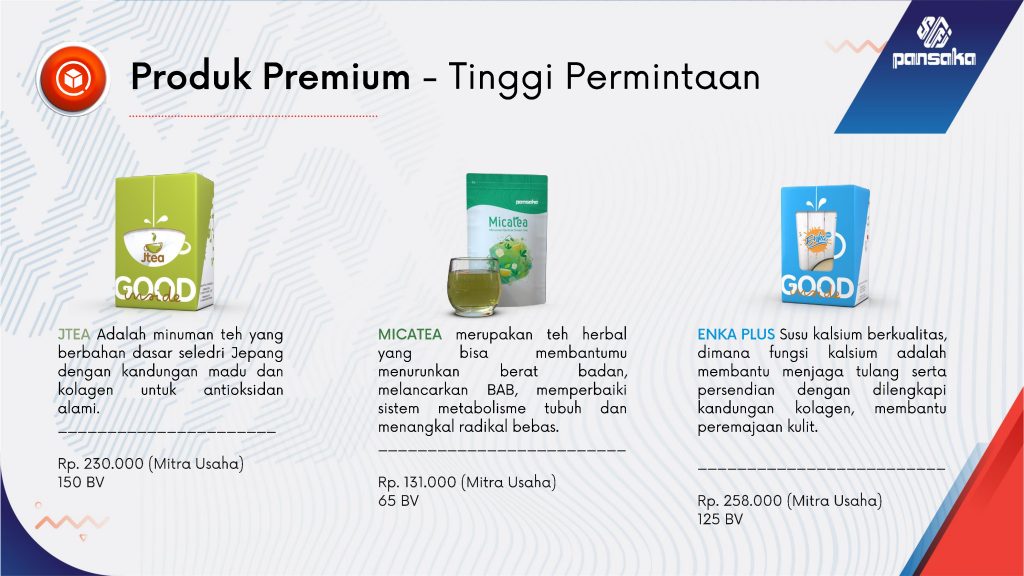 pansaka
Produk Premium - Tinggi Permintaan
Jtea
GOOD
inside
JTEA Adalah minuman teh yang
berbahan dasar seledri Jepang
dengan kandungan madu dan
kolagen untuk antioksidan
alami.
Rp. 230.000 (Mitra Usaha)
150 BV
pansaka
Micatea
MICATEA merupakan teh herbal
yang bisa membantumu
menurunkan berat badan,
melancarkan BAB, memperbaiki
sistem metabolisme tubuh dan
menangkal radikal bebas.
Rp. 131.000 (Mitra Usaha)
65 BV
GOOD
inside
ENKA PLUS Susu kalsium berkualitas,
dimana fungsi kalsium adalah
membantu menjaga tulang serta
persendian dengan dilengkapi
kandungan kolagen, membantu
peremajaan kulit.
Rp. 258.000 (Mitra Usaha)
125 BV